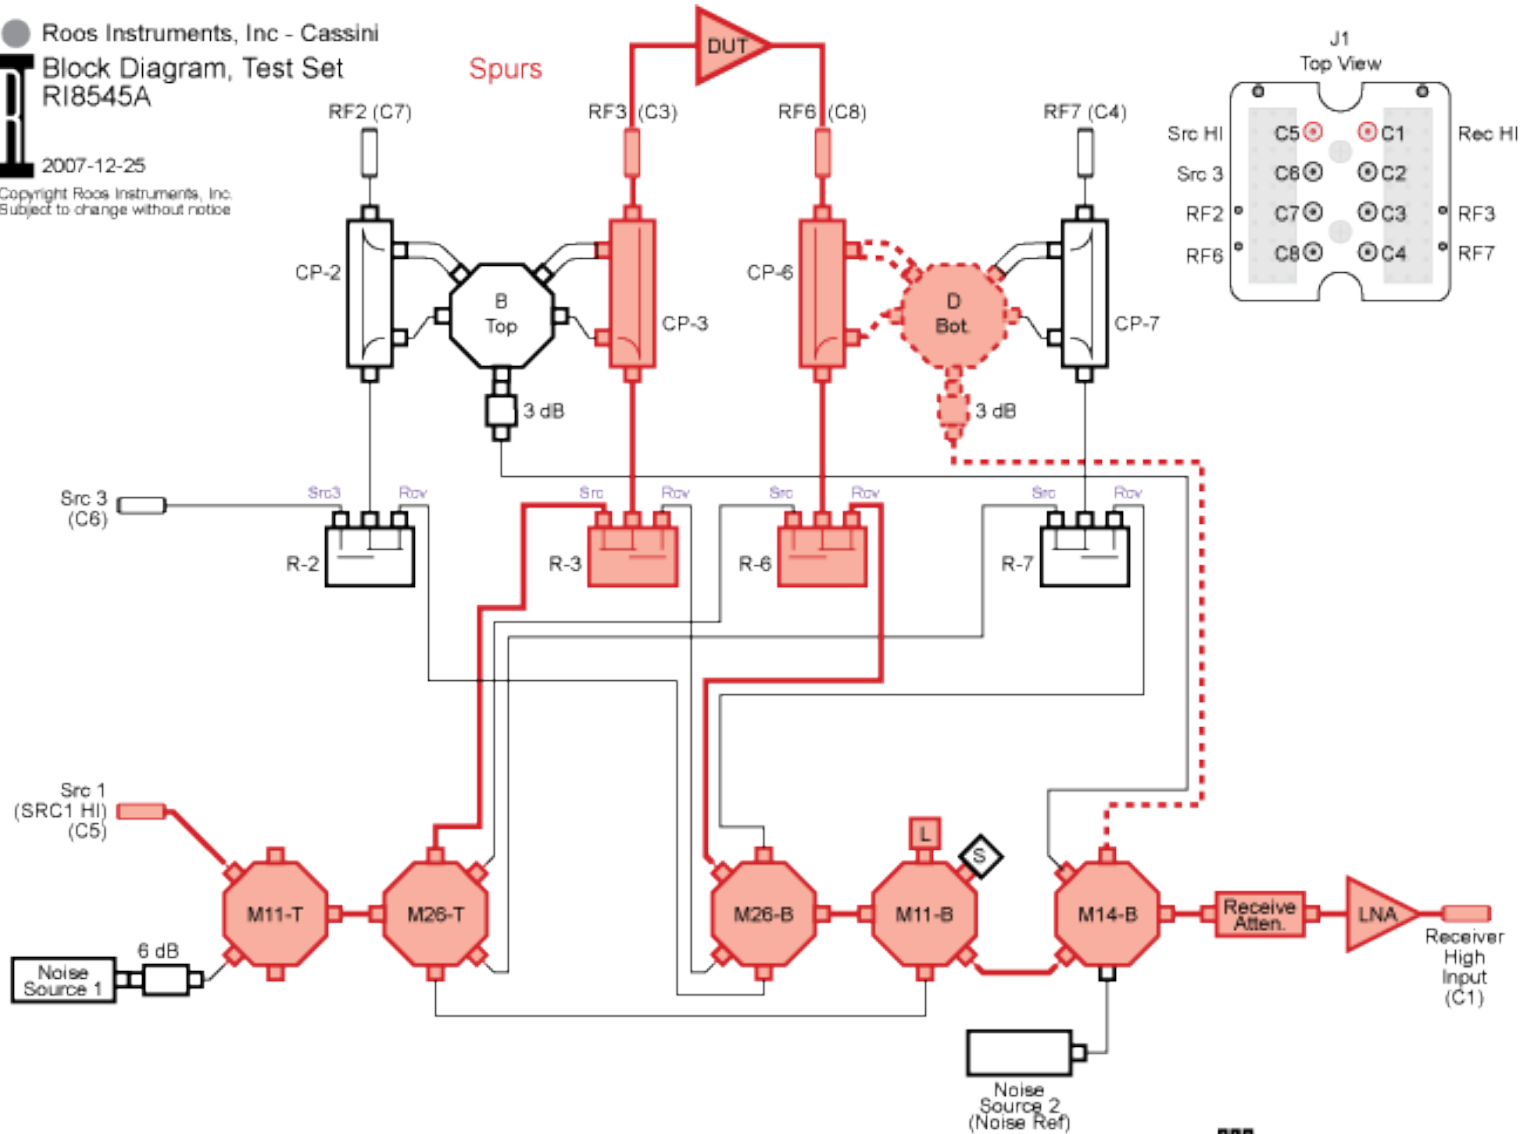 Roos Instruments, Inc - Cassini
Block Diagram, Test Set
RI8545A
2007-12-25
Copyright Roos Instruments, Inc.
Subject to change without notice
R
Spurs
DUT
J1
Top View
Src HI
C5
C1
Rec HI
Src 3
C6
C2
RF2
C7
C3
RF3
RF6
C8
C4
RF7
RF2 (C7)
RF3 (C3)
RF6 (C8)
RF7 (C4)
CP-2
B
Top
CP-3
CP-6
D
Bot.
CP-7
3 dB
3 dB
Src 3
(C6)
Src3
Rcv
Src
Rcv
Src
Rcv
Src
Rcv
R-2
R-3
R-6
R-7
Src 1
(SRC1 HI)
(C5)
L
S
M11-T
M26-T
M26-B
M11-B
M14-B
Receive
Atten.
LNA
Receiver
High
Input
(C1)
6 dB
Noise
Source 1
Noise
Source 2
(Noise Ref)